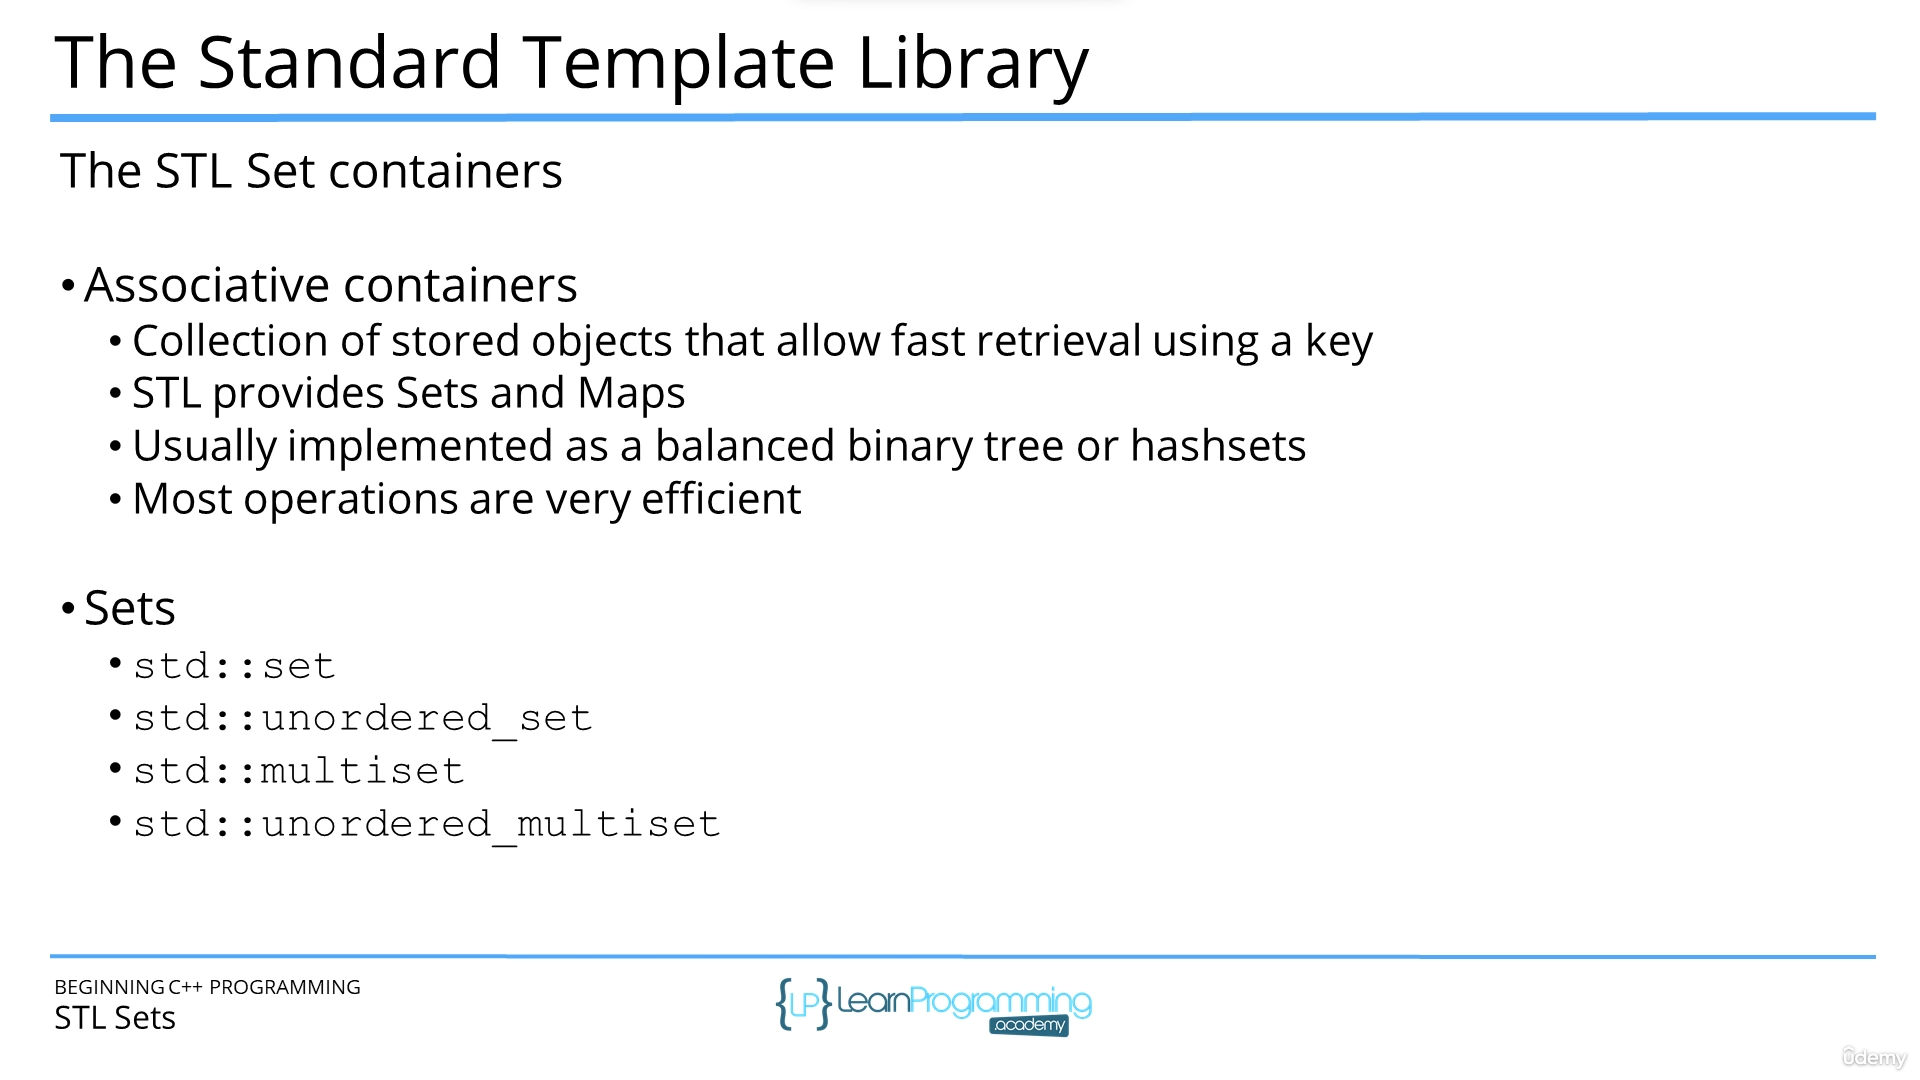 The Standard Template Library
The STL Set containers
• Associative containers
• Collection of stored objects that allow fast retrieval using a key
• STL provides Sets and Maps
• Usually implemented as a balanced binary tree or hashsets
• Most operations are very efficient
• Sets
• std::set
• std::unordered_set
• std::multiset
• std::unordered_multiset
BEGINNING C++ PROGRAMMING
STL Sets
{LP} LearnProgramming
.academy
ûdemy